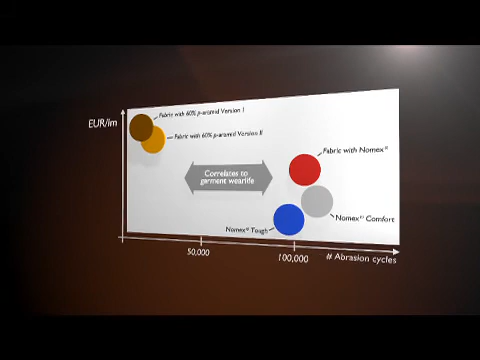 EUR/lm
Fabric with 60% p-aramid Version I
Fabric with 60% p-aramid Version II
Fabric with Nomex®
Correlates to
garment wearlife
Nomex® Comfort
Nomex® Tough
50,000
100,000
# Abrasion cycles